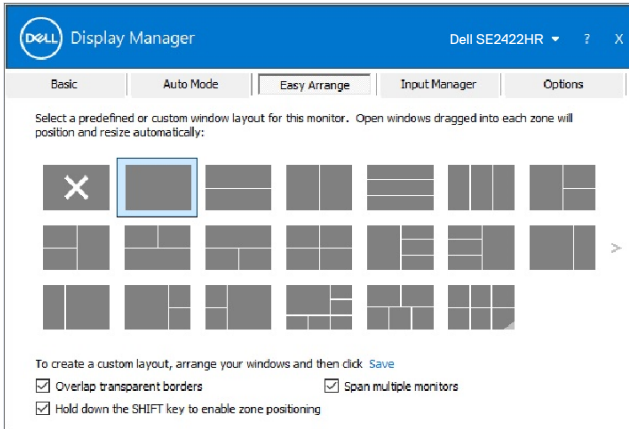 DELL Display Manager Dell SE2422HR ? X
Basic Auto Mode Easy Arrange Input Manager Options
Select a predefined or custom window layout for this monitor. Open windows dragged into each zone will
position and resize automatically:
>
To create a custom layout, arrange your windows and then click Save
Overlap transparent borders Span multiple monitors
Hold down the SHIFT key to enable zone positioning